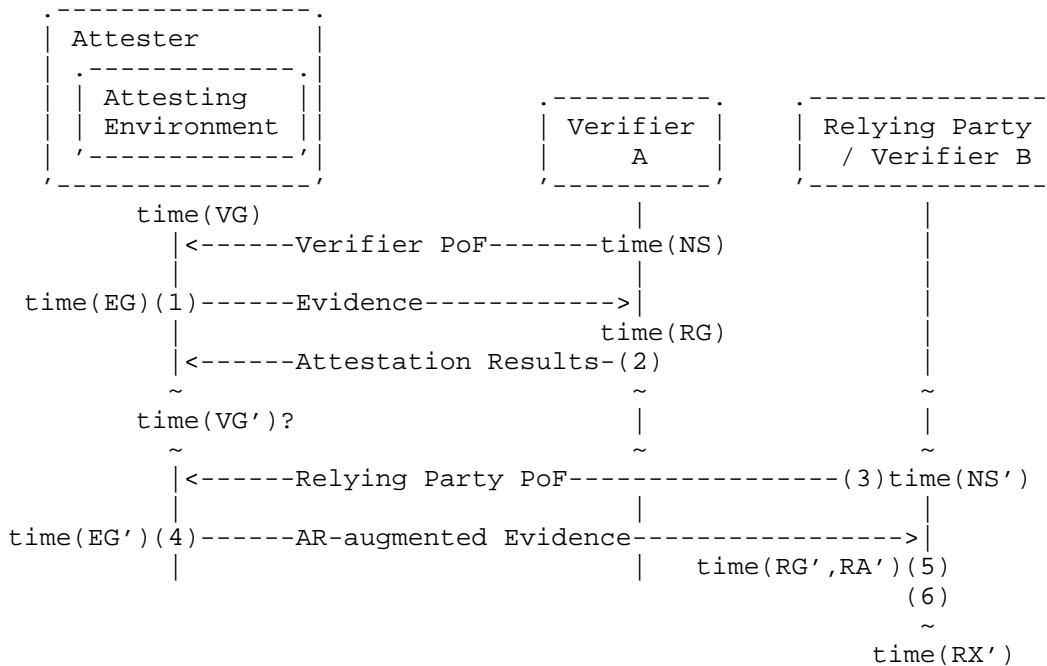 .----------------.
| Attester       |
| .-------------.|
| | Attesting   ||             .----------.     .---------------
| | Environment ||             | Verifier |     | Relying Party
| '-------------'|             |     A    |     |  / Verifier B
'----------------'             '----------'     '---------------
time(VG)
|<------Verifier PoF-------time(NS)
time(EG)(1)------Evidence------------>|
time(RG)
|<------Attestation Results-(2)
~ ~ ~
time(VG')?
~ ~ ~
|<------Relying Party PoF-----------------(3)time(NS')
time(EG')(4)------AR-augmented Evidence----------------->|
time(RG',RA')(5)
(6)
~
time(RX')